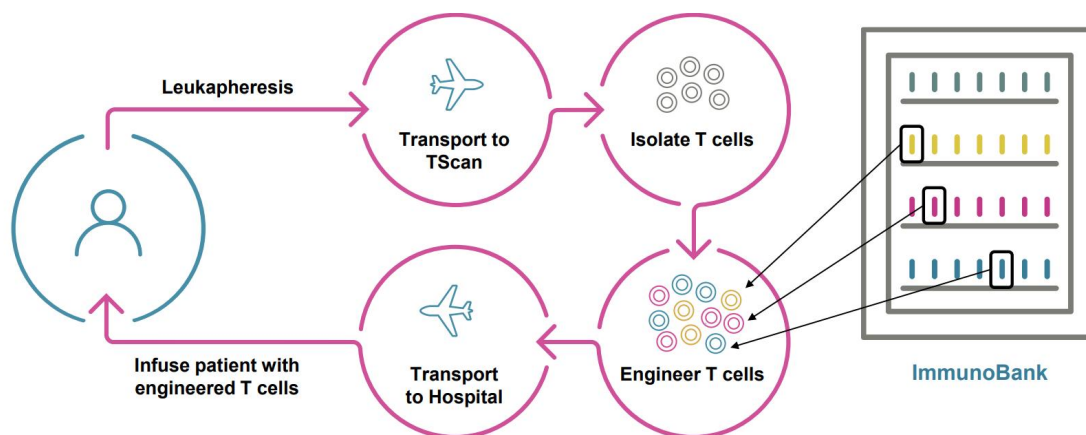 Leukapheresis
Transport to
TScan
Isolate T cells
Engineer T cells
ImmunoBank
Transport
to Hospital
Infuse patient with
engineered T cells